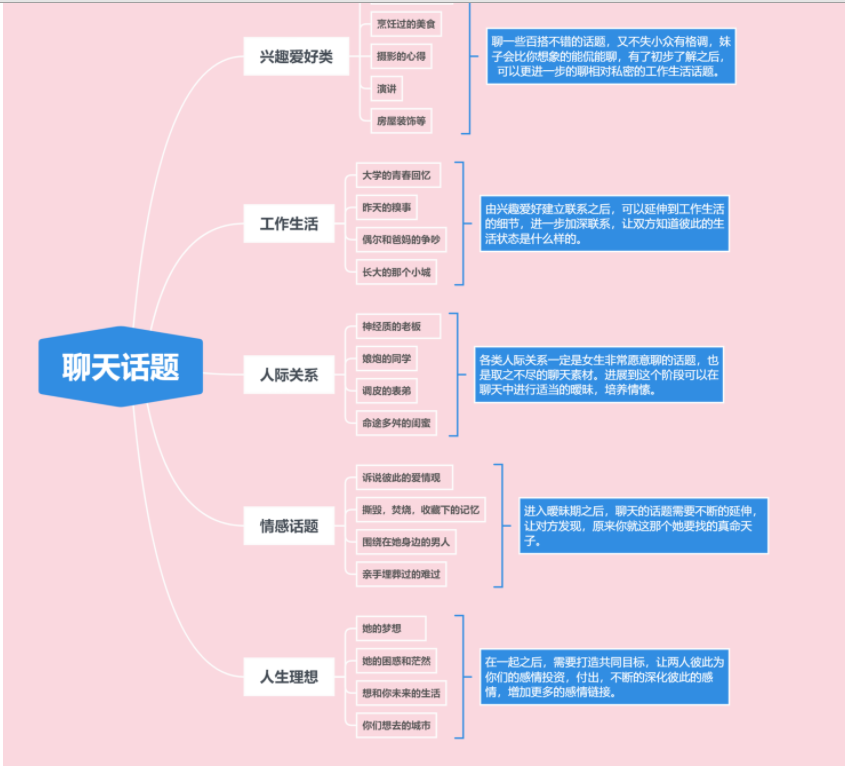 烹饪过的美食
摄影的心得
演讲
房屋装饰等
兴趣爱好类
聊一些百搭不错的话题，又不失小众有格调，妹
子会比你想象的能侃能聊，有了初步了解之后，
可以更进一步的聊相对私密的工作生活话题。
工作生活
大学的青春回忆
昨天的糗事
偶尔和爸妈的争吵
长大的那个小城
由兴趣爱好建立联系之后，可以延伸到工作生活
的细节，进一步加深联系，让双方知道彼此的生
活状态是什么样的。
聊天话题
人际关系
神经质的老板
娘炮的同学
调皮的表弟
命途多舛的闺蜜
各类人际关系一定是女生非常愿意聊的话题，也
是取之不尽的聊天素材。进展到这个阶段可以在
聊天中进行适当的暧昧，培养情愫。
情感话题
诉说彼此的爱情观
撕毁，焚烧，收藏下的记忆
围绕在她身边的男人
亲手埋葬过的难过
进入暧昧期之后，聊天的话题需要不断的延伸，
让对方发现，原来你就这那个她要找的真命天
子。
人生理想
她的梦想
她的困惑和茫然
想和你未来的生活
你们想去的城市
在一起之后，需要打造共同目标，让两人彼此为
你们的感情投资，付出，不断的深化彼此的感
情，增加更多的感情链接。